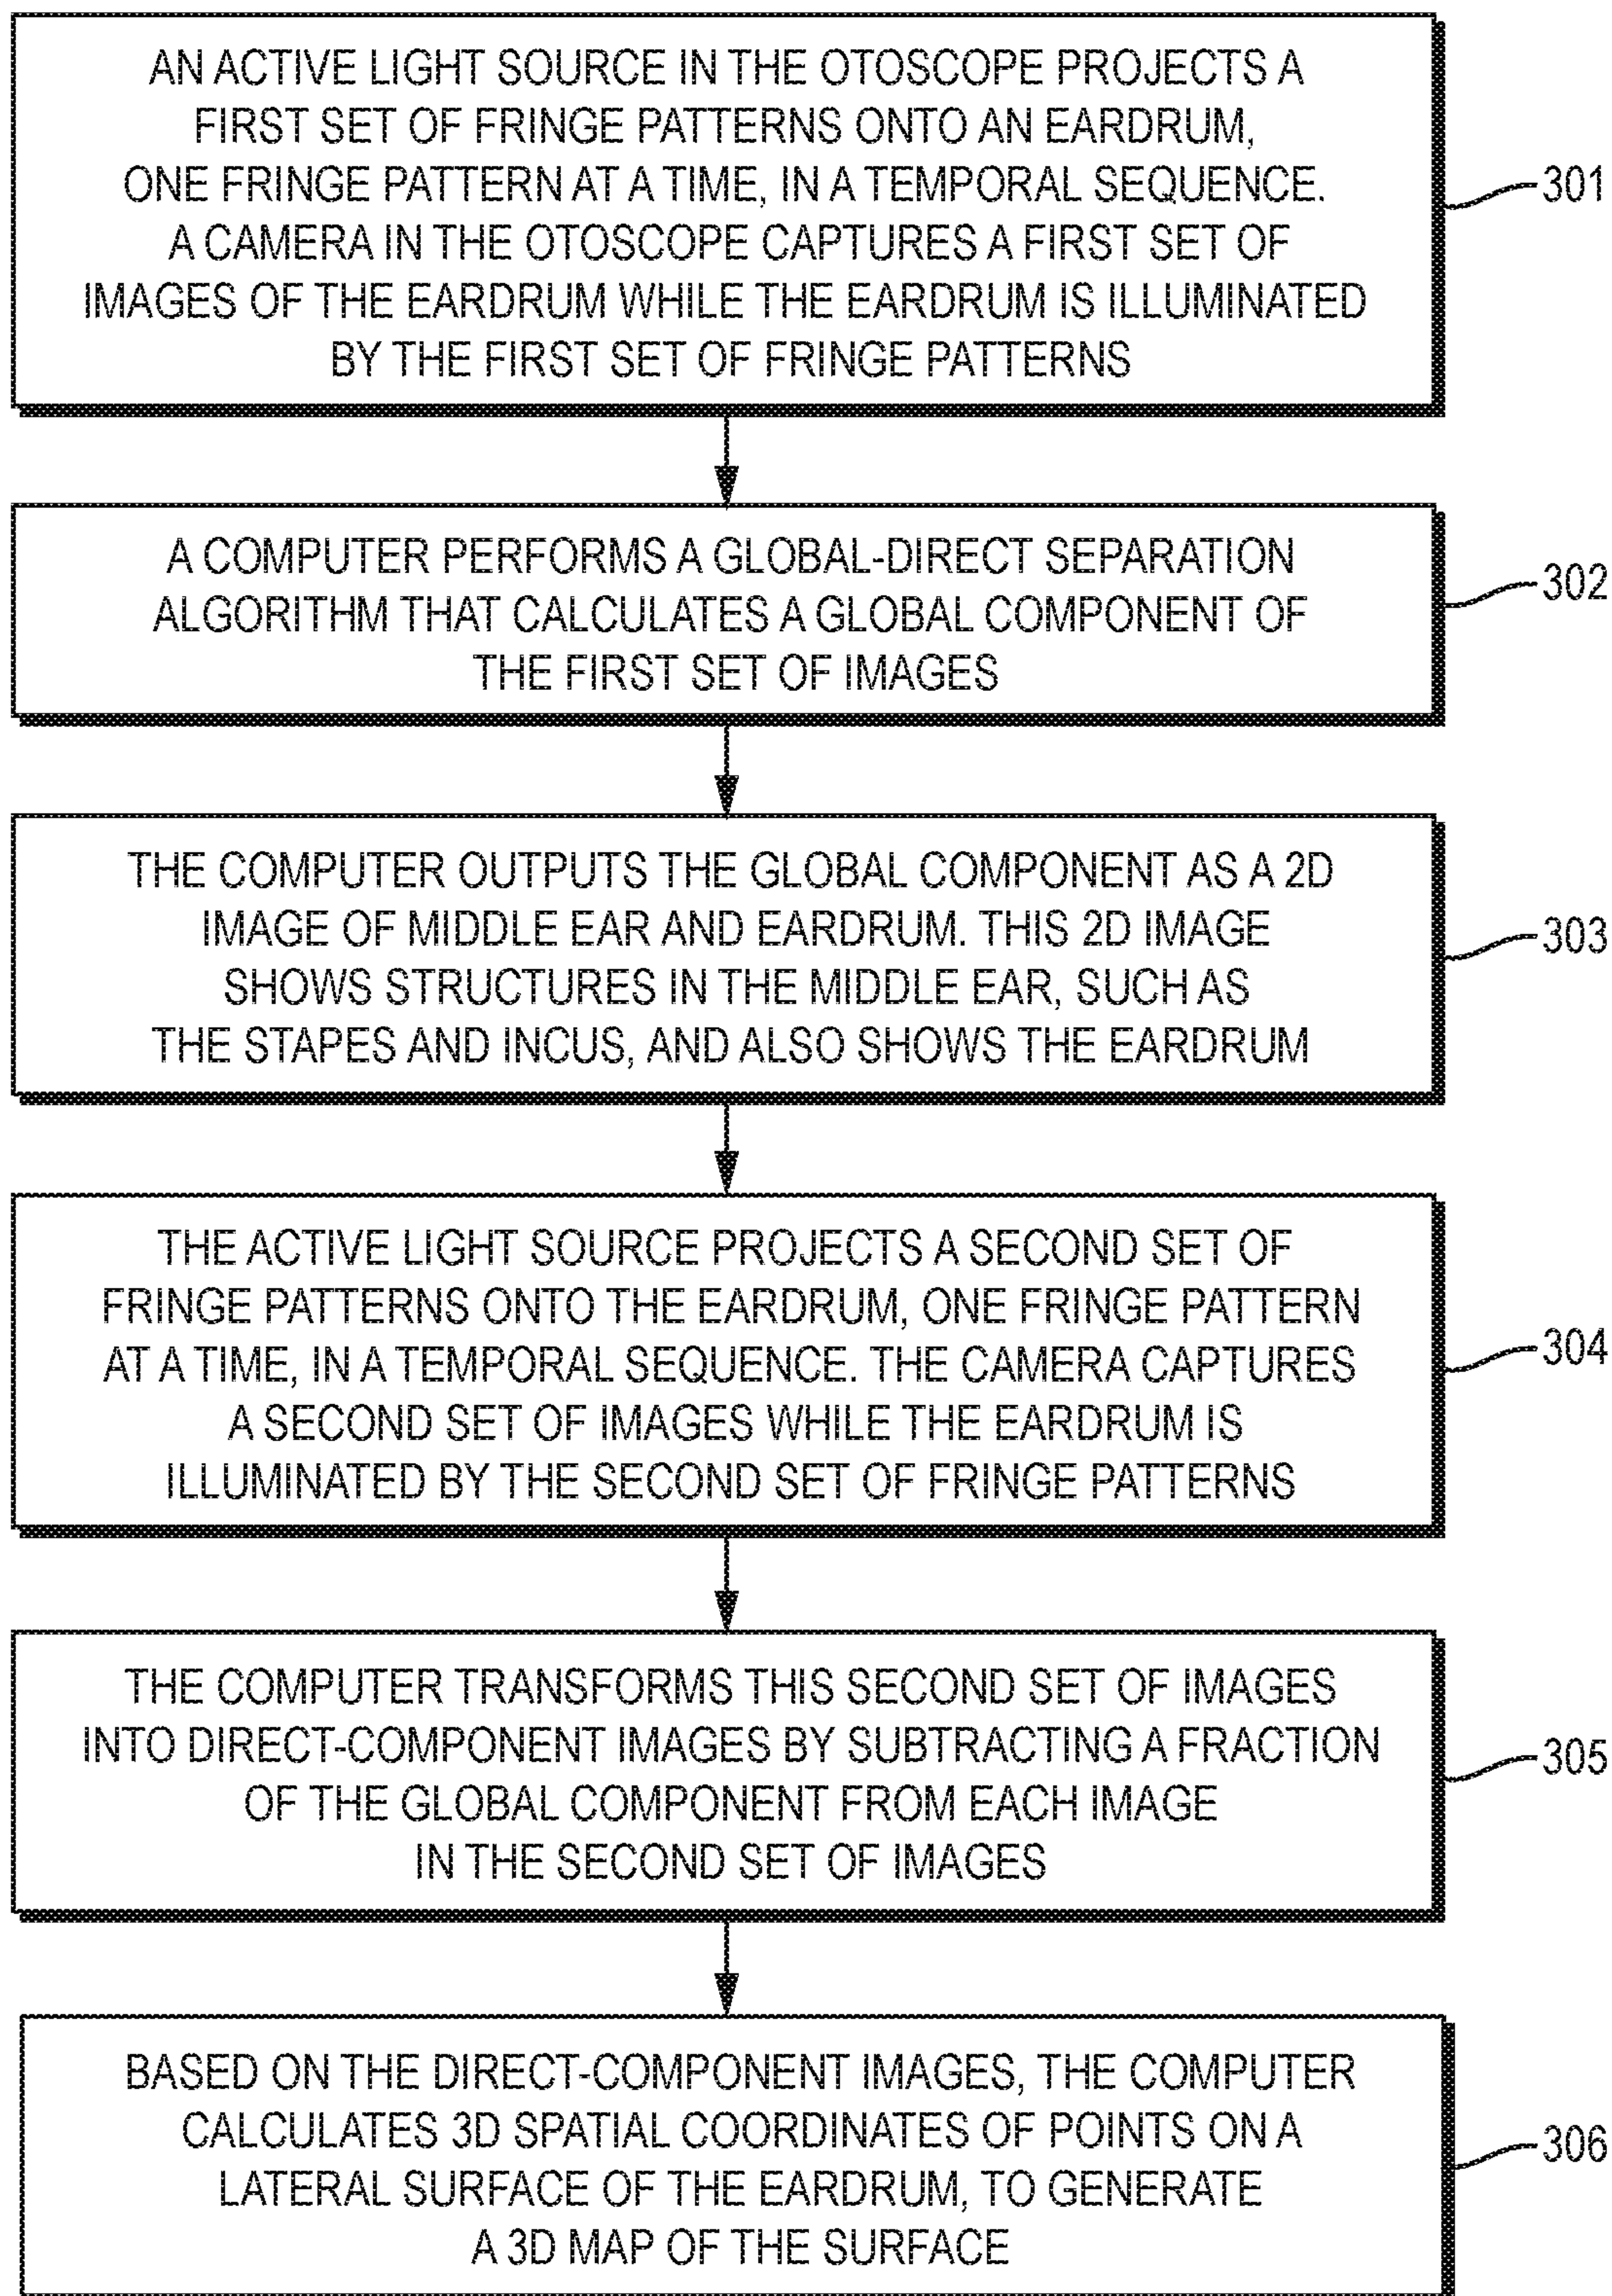 AN ACTIVE LIGHT SOURCE IN THE OTOSCOPE PROJECTS A
FIRST SET OF FRINGE PATTERNS ONTO AN EARDRUM,
ONE FRINGE PATTERN AT A TIME, IN A TEMPORAL SEQUENCE.
A CAMERA IN THE OTOSCOPE CAPTURES A FIRST SET OF
IMAGES OF THE EARDRUM WHILE THE EARDRUM IS ILLUMINATED
BY THE FIRST SET OF FRINGE PATTERNS
301
A COMPUTER PERFORMS A GLOBAL-DIRECT SEPARATION
ALGORITHM THAT CALCULATES A GLOBAL COMPONENT OF
THE FIRST SET OF IMAGES
302
THE COMPUTER OUTPUTS THE GLOBAL COMPONENT AS A 2D
IMAGE OF MIDDLE EAR AND EARDRUM. THIS 2D IMAGE
SHOWS STRUCTURES IN THE MIDDLE EAR, SUCH AS
THE STAPES AND INCUS, AND ALSO SHOWS THE EARDRUM
303
THE ACTIVE LIGHT SOURCE PROJECTS A SECOND SET OF
FRINGE PATTERNS ONTO THE EARDRUM, ONE FRINGE PATTERN
AT A TIME, IN A TEMPORAL SEQUENCE. THE CAMERA CAPTURES
A SECOND SET OF IMAGES WHILE THE EARDRUM IS
ILLUMINATED BY THE SECOND SET OF FRINGE PATTERNS
304
THE COMPUTER TRANSFORMS THIS SECOND SET OF IMAGES
INTO DIRECT-COMPONENT IMAGES BY SUBTRACTING A FRACTION
OF THE GLOBAL COMPONENT FROM EACH IMAGE
IN THE SECOND SET OF IMAGES
305
BASED ON THE DIRECT-COMPONENT IMAGES, THE COMPUTER
CALCULATES 3D SPATIAL COORDINATES OF POINTS ON A
LATERAL SURFACE OF THE EARDRUM, TO GENERATE
A 3D MAP OF THE SURFACE
306